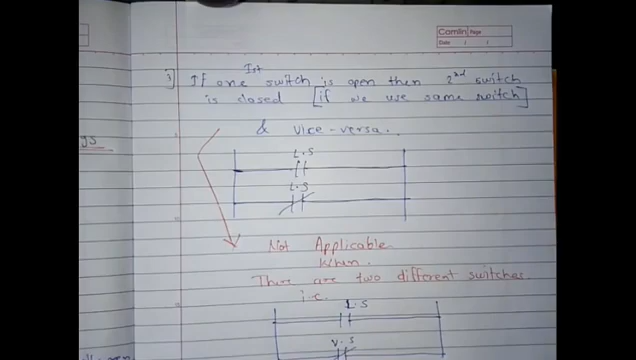 Camlin Page
Date / /
Ist
3] If one switch is open then 2nd switch
is closed [if we use same switch]
& vice-versa.
L.S
L.S
Not Applicable
When
There are two different switches
i.e.
L.S
V.S